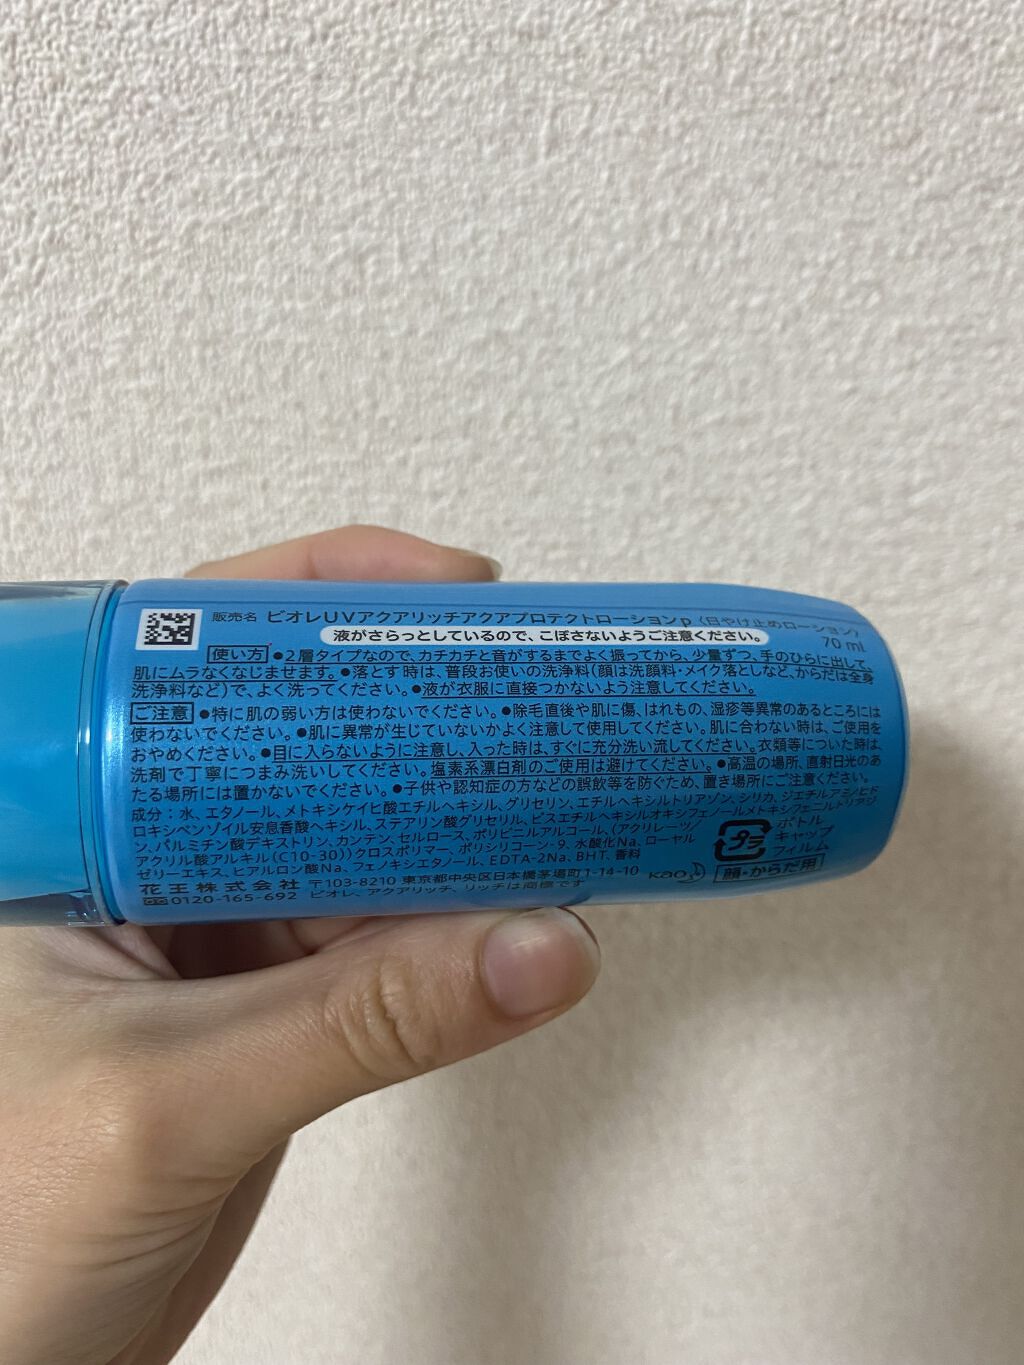 販売名 ビオレUVアクアリッチアクアプロテクトローションp〈日やけ止めローション〉
70 mL
液がさらっとしているので、こぼさないようご注意ください。
使い方 ●2層タイプなので、カチカチと音がするまでよく振ってから、少量ずつ、手のひらに出して、
肌にムラなくなじませます。●落とす時は、普段お使いの洗浄料(顔は洗顔料・メイク落としなど、からだは全身
洗浄料など)で、よく洗ってください。●液が衣服に直接つかないよう注意してください。
ご注意 ●特に肌の弱い方は使わないでください。●除毛直後や肌に傷、はれもの、湿疹等異常のあるところには
使わないでください。●肌に異常が生じていないかよく注意して使用してください。肌に合わない時は、ご使用を
おやめください。●目に入らないように注意し、入った時は、すぐに充分洗い流してください。衣類等についた時は、
洗剤で丁寧につまみ洗いしてください。塩素系漂白剤のご使用は避けてください。●高温の場所、直射日光のあ
たる場所には置かないでください。●子供や認知症の方などの誤飲等を防ぐため、置き場所にご注意ください。
成分：水、エタノール、メトキシケイヒ酸エチルヘキシル、グリセリン、エチルヘキシルトリアゾン、シリカ、ジエチルアミノヒド
ロキシベンゾイル安息香酸ヘキシル、ステアリン酸グリセリル、ビスエチルヘキシルオキシフェノールメトキシフェニルトリアジ
ン、パルミチン酸デキストリン、カンテン、セルロース、ポリビニルアルコール、(アクリレーツ/
アクリル酸アルキル(C10-30))クロスポリマー、ポリシリコーン-9、水酸化Na、ローヤル
ゼリーエキス、ヒアルロン酸Na、フェノキシエタノール、EDTA-2Na、BHT、香料
プラ
ボトル
キャップ
フィルム
花王株式会社 〒103-8210 東京都中央区日本橋茅場町1-14-10
kao
顔・からだ用
0120-165-692 ビオレ、アクアリッチ、リッチは商標です